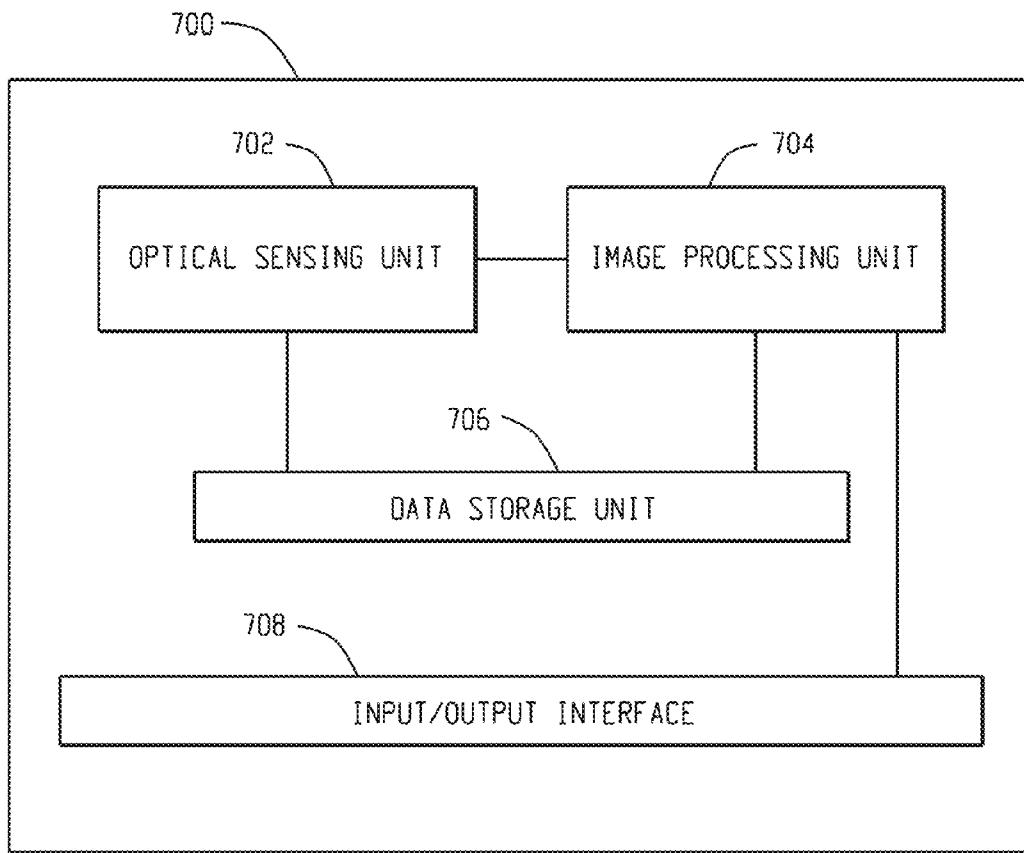 700
702
704
OPTICAL SENSING UNIT
IMAGE PROCESSING UNIT
706
DATA STORAGE UNIT
708
INPUT/OUTPUT INTERFACE